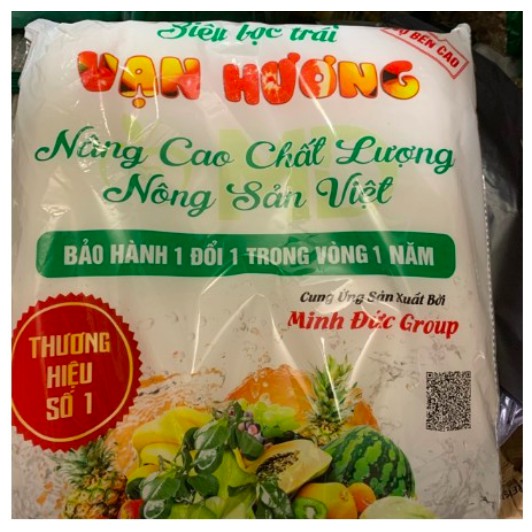 Siêu bọc trái
ĐỘ BỀN CAO
VẠN HƯƠNG
Nâng Cao Chất Lượng
Nông Sản Việt
BẢO HÀNH 1 ĐỔI 1 TRONG VÒNG 1 NĂM
Cung Ứng Sản Xuất Bởi
Minh Đức Group
THƯƠNG
HIỆU
SỐ 1